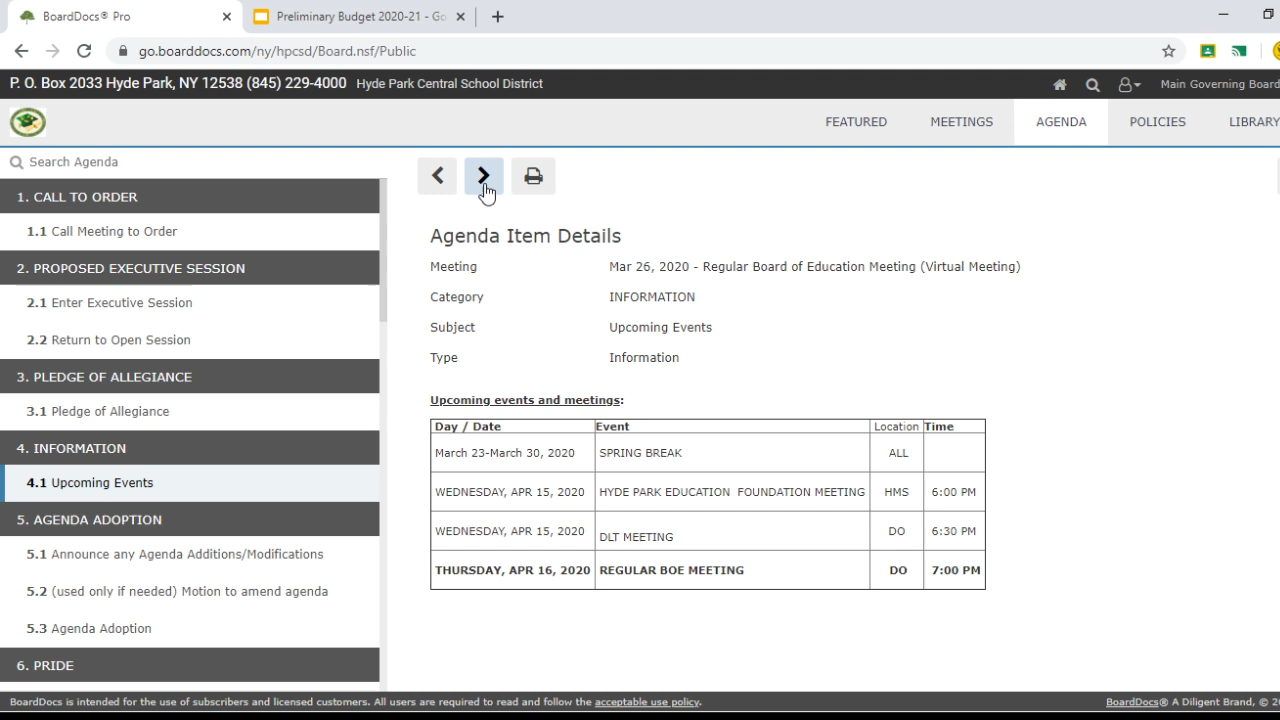 BoardDocs® Pro
Preliminary Budget 2020-21 - Go
go.boarddocs.com/ny/hpcsd/Board.nsf/Public
P. O. Box 2033 Hyde Park, NY 12538 (845) 229-4000 Hyde Park Central School District
Main Governing Board
FEATURED MEETINGS AGENDA POLICIES LIBRARY
Search Agenda
1. CALL TO ORDER
1.1 Call Meeting to Order
2. PROPOSED EXECUTIVE SESSION
2.1 Enter Executive Session
2.2 Return to Open Session
3. PLEDGE OF ALLEGIANCE
3.1 Pledge of Allegiance
4. INFORMATION
4.1 Upcoming Events
5. AGENDA ADOPTION
5.1 Announce any Agenda Additions/Modifications
5.2 (used only if needed) Motion to amend agenda
5.3 Agenda Adoption
6. PRIDE
Agenda Item Details
Meeting Mar 26, 2020 - Regular Board of Education Meeting (Virtual Meeting)
Category INFORMATION
Subject Upcoming Events
Type Information
Upcoming events and meetings:
Day / Date Event Location Time
March 23-March 30, 2020 SPRING BREAK ALL
WEDNESDAY, APR 15, 2020 HYDE PARK EDUCATION FOUNDATION MEETING HMS 6:00 PM
WEDNESDAY, APR 15, 2020 DLT MEETING DO 6:30 PM
THURSDAY, APR 16, 2020 REGULAR BOE MEETING DO 7:00 PM
BoardDocs is intended for the use of subscribers and licensed customers. All users are required to read and follow the acceptable use policy.
BoardDocs® A Diligent Brand, ©